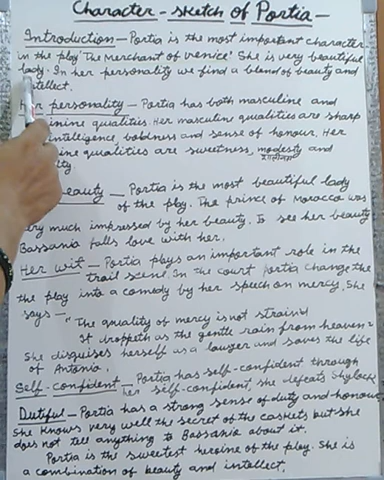 Character - sketch of Portia -
Introduction - Portia is the most important character
in the play 'The Merchant of Venice'. She is very beautiful
lady. In her personality we find a blend of beauty and
intellect.
Her personality - Portia has both masculine and
feminine qualities. Her masculine qualities are sharp
intelligence, boldness and sense of honour. Her
qualities are sweetness, modesty and
Beauty - Portia is the most beautiful lady
of the play. The prince of Morocco was
very much impressed by her beauty. To see her beauty
Bassania falls love with her.
Her wit - Portia plays an important role in the
trail scene. In the court portia change the
the play into a comedy by her speech on mercy. She
says -
"The quality of mercy is not strain'd
It droppeth as the gentle rain from heaven"
She disguises herself as a lawyer and saves the life
of Antonia.
Self-confident - Portia has self-confident through
her self-confident, she defeats Shylock
Dutiful - Portia has a strong sense of duty and honour
She knows very well the secret of the caskets but she
does not tell anything to Bassania about it.
Portia is the sweetest heroine of the play. She is
a combination of beauty and intellect.